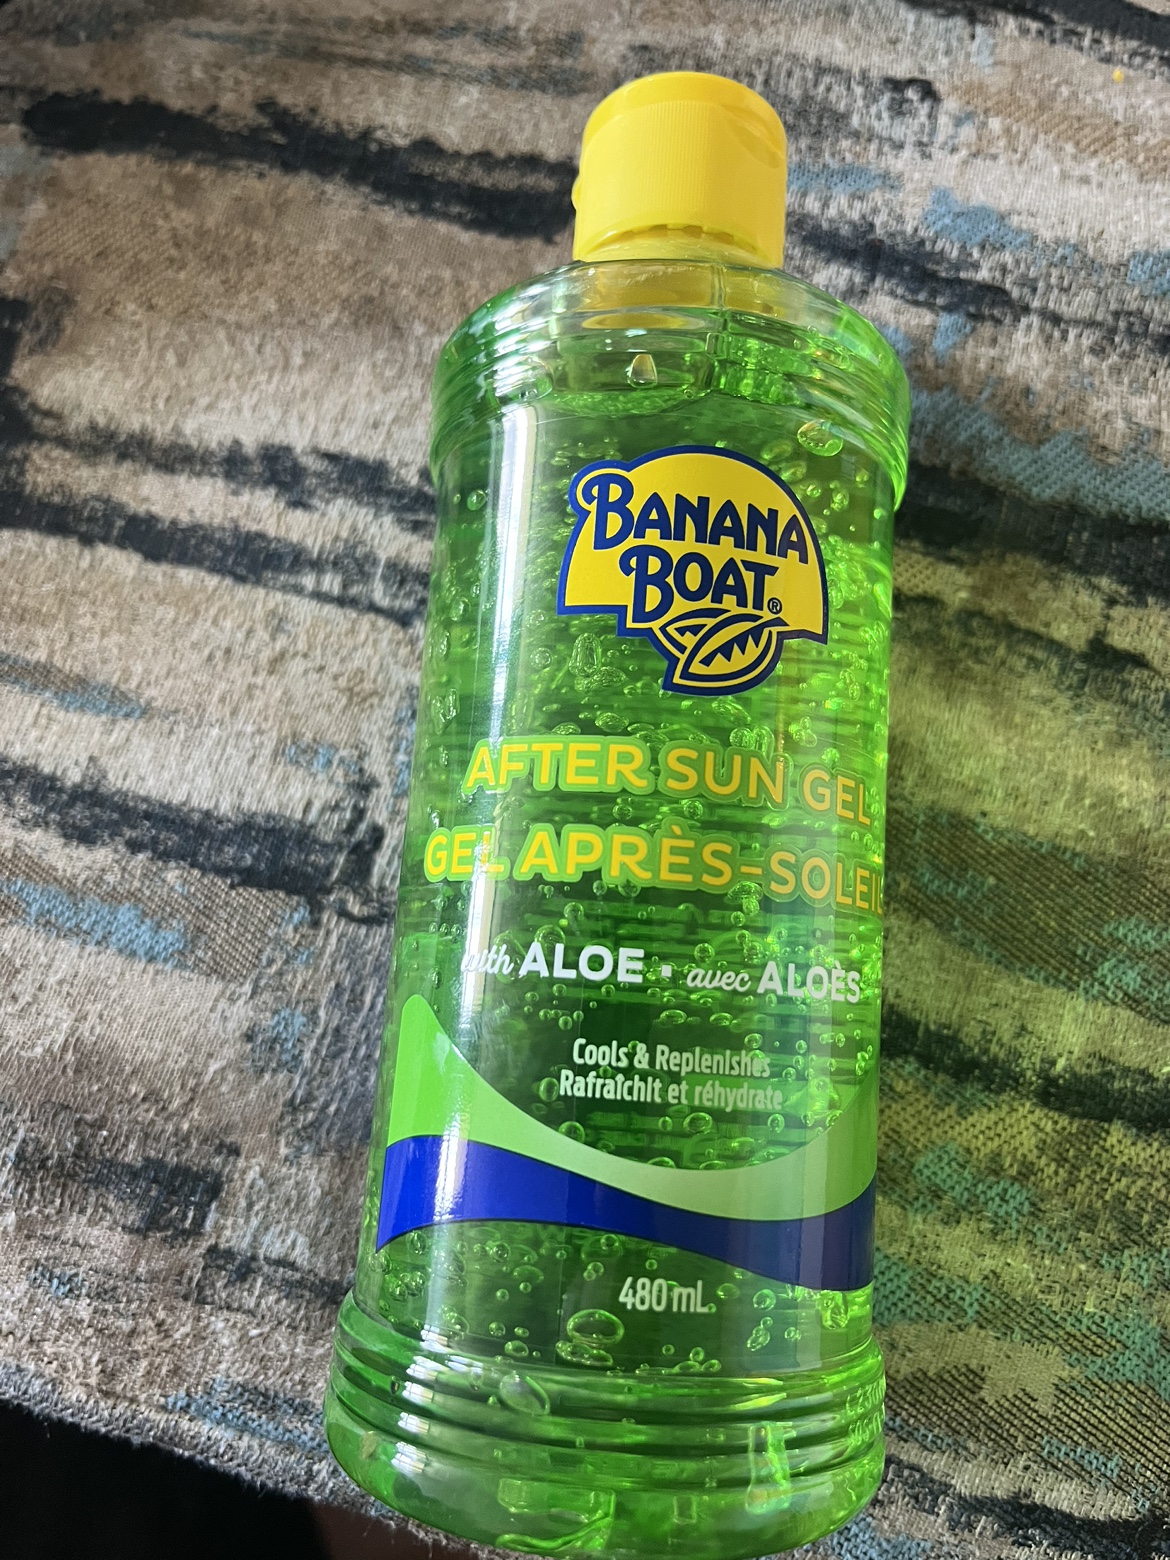 BANANA
BOAT®
AFTER SUN GEL
GEL APRÈS-SOLEIL
with ALOE · avec ALOÈS
Cools & Replenishes
Rafraîchit et réhydrate
480 mL